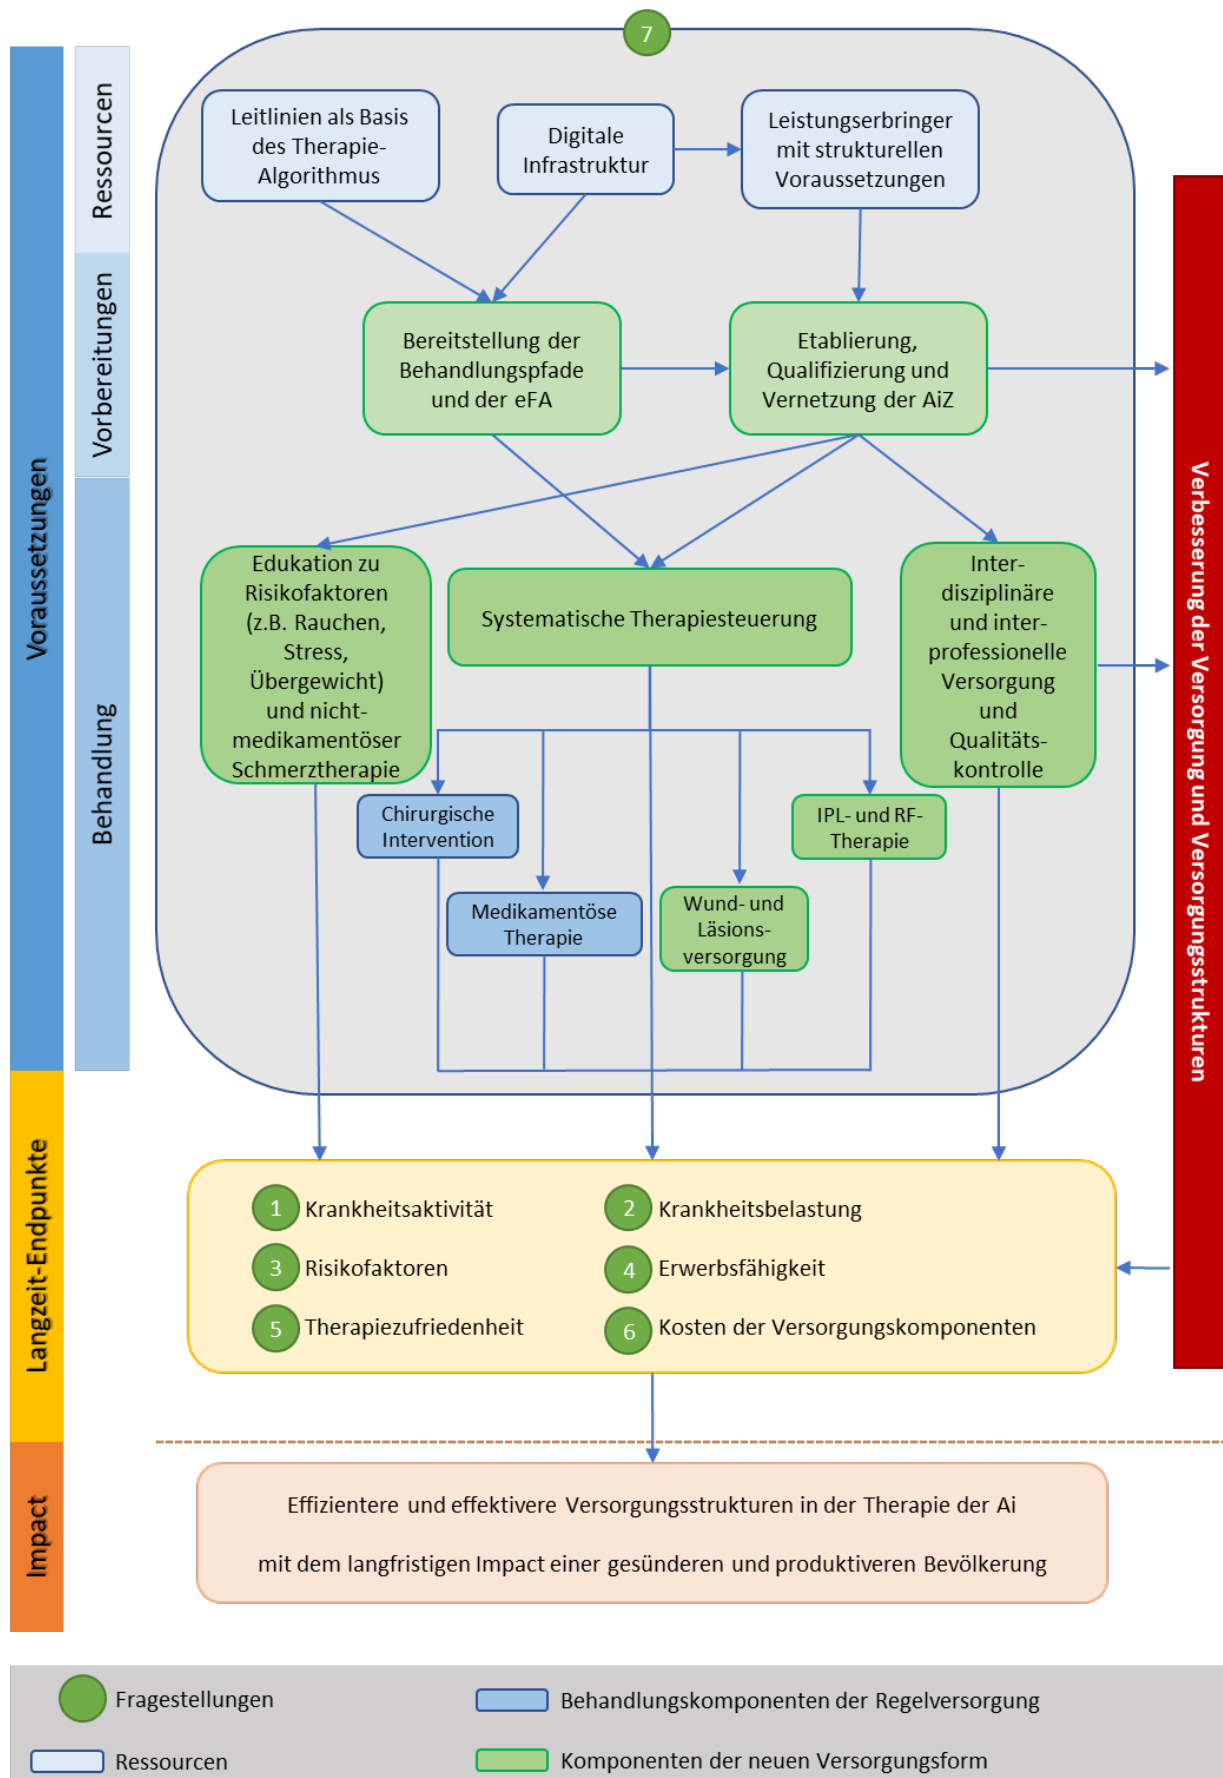 7
Voraussetzungen
Ressourcen
Vorbereitungen
Behandlung
Leitlinien als Basis
des Therapie-
Algorithmus
Digitale
Infrastruktur
Leistungserbringer
mit strukturellen
Voraussetzungen
Bereitstellung der
Behandlungspfade
und der eFA
Etablierung,
Qualifizierung und
Vernetzung der AiZ
Edukation zu
Risikofaktoren
(z.B. Rauchen,
Stress,
Übergewicht)
und nicht-
medikamentöser
Schmerztherapie
Systematische Therapiesteuerung
Inter-
disziplinäre
und inter-
professionelle
Versorgung
und
Qualitäts-
kontrolle
Chirurgische
Intervention
IPL- und RF-
Therapie
Medikamentöse
Therapie
Wund- und
Läsions-
versorgung
Verbesserung der Versorgung und Versorgungsstrukturen
Langzeit-Endpunkte
1 Krankheitsaktivität
2 Krankheitsbelastung
3 Risikofaktoren
4 Erwerbsfähigkeit
5 Therapiezufriedenheit
6 Kosten der Versorgungskomponenten
Impact
Effizientere und effektivere Versorgungsstrukturen in der Therapie der Ai
mit dem langfristigen Impact einer gesünderen und produktiveren Bevölkerung
Fragestellungen
Behandlungskomponenten der Regelversorgung
Ressourcen
Komponenten der neuen Versorgungsform